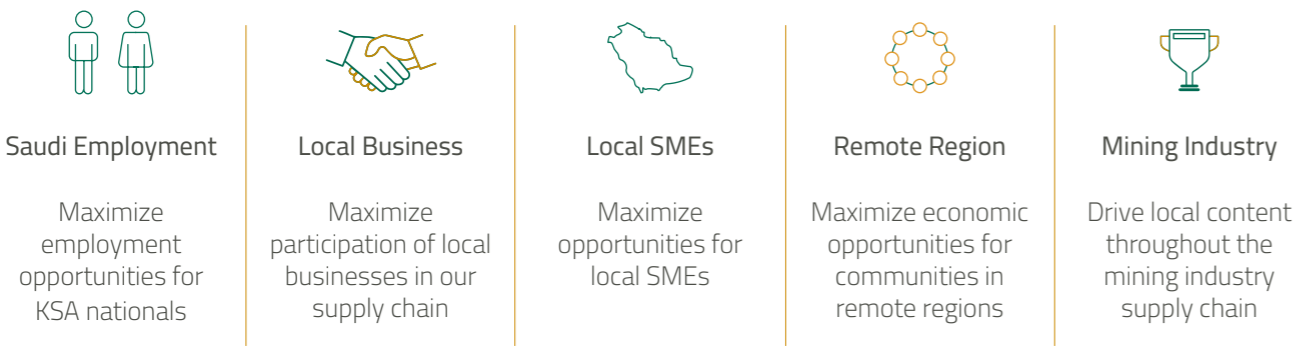 Saudi Employment
Maximize
employment
opportunities for
KSA nationals
Local Business
Maximize
participation of local
businesses in our
supply chain
Local SMEs
Maximize
opportunities for
local SMEs
Remote Region
Maximize economic
opportunities for
communities in
remote regions
Mining Industry
Drive local content
throughout the
mining industry
supply chain